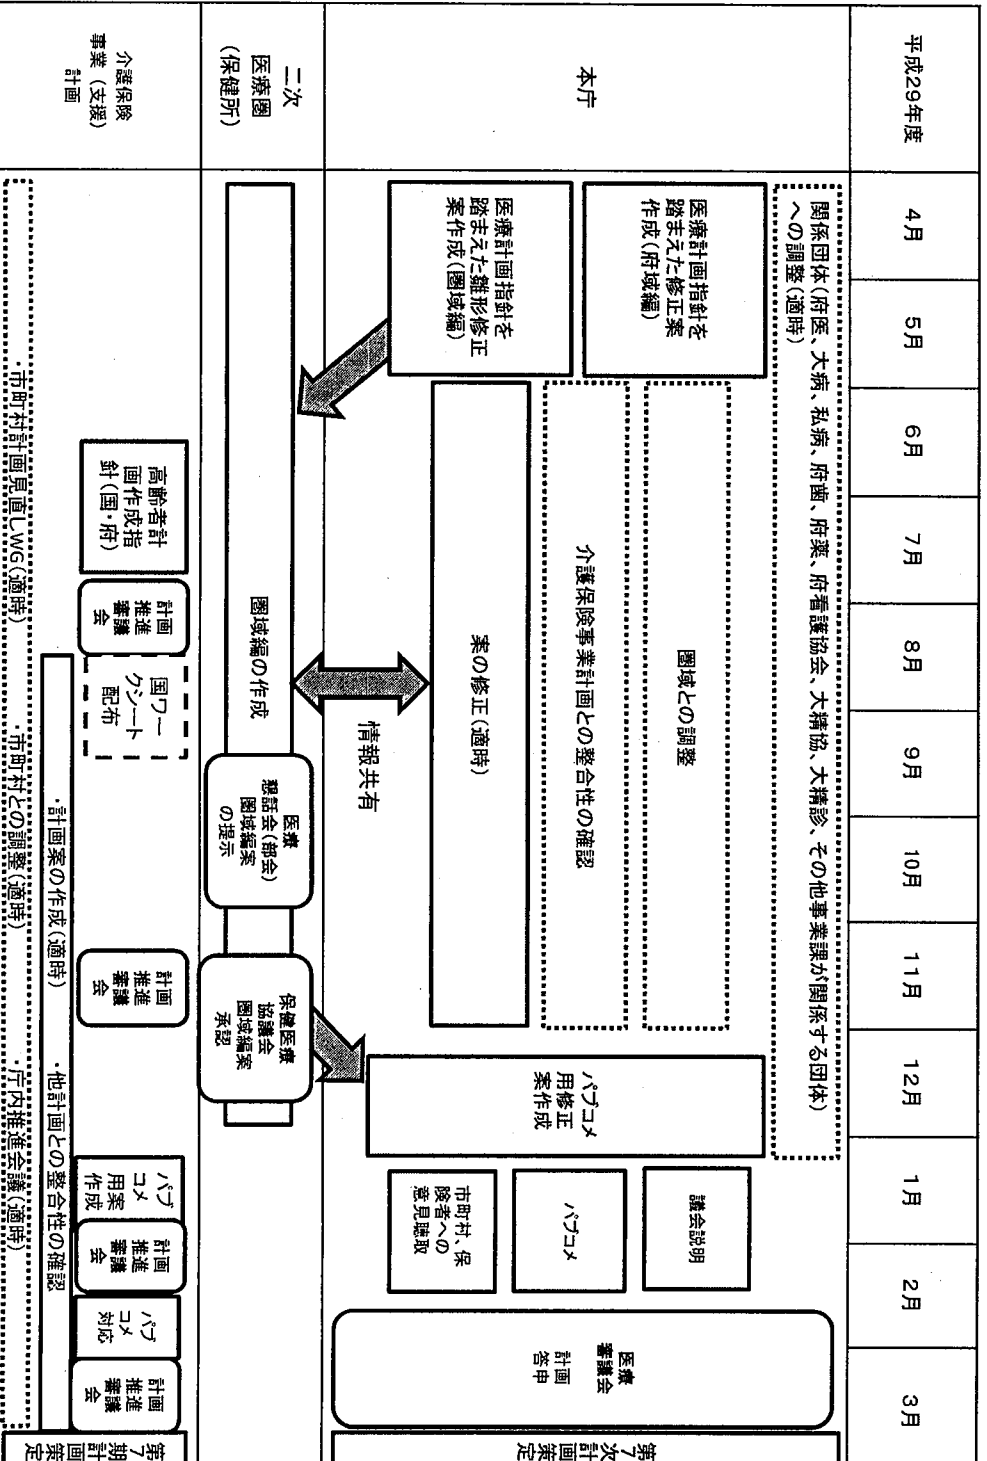 平成29年度
4月
5月
6月
7月
8月
9月
10月
11月
12月
1月
2月
3月
本庁
関係団体(府医、大病、私病、府歯、府薬、府看護協会、大精協、大精診、その他事業課が関係する団体)
への調整(適時)
医療計画指針を
踏まえた修正案
作成(府域編)
医療計画指針を
踏まえた雛形修正
案作成(圏域編)
圏域との調整
介護保険事業計画との整合性の確認
案の修正(適時)
情報共有
パブコメ
用修正
案作成
議会説明
パブコメ
市町村、保
険者への
意見聴取
医療
審議会
計画
答申
第7次計画策定
二次
医療圏
(保健所)
圏域編の作成
医療
懇話会(部会)
圏域編案
の提示
保健医療
協議会
圏域編案
承認
介護保険
事業(支援)
計画
高齢者計
画作成指
針(国・府)
計画
推進
審議
会
国ワー
クシート
配布
計画
推進
審議
会
パブ
コメ
用案
作成
計画
推進
審議
会
パブ
コメ
対応
計画
推進
審議
会
第7期計画策定
・計画案の作成(適時)
・他計画との整合性の確認
・市町村計画見直しWG(適時)
・市町村との調整(適時)
・庁内推進会議(適時)